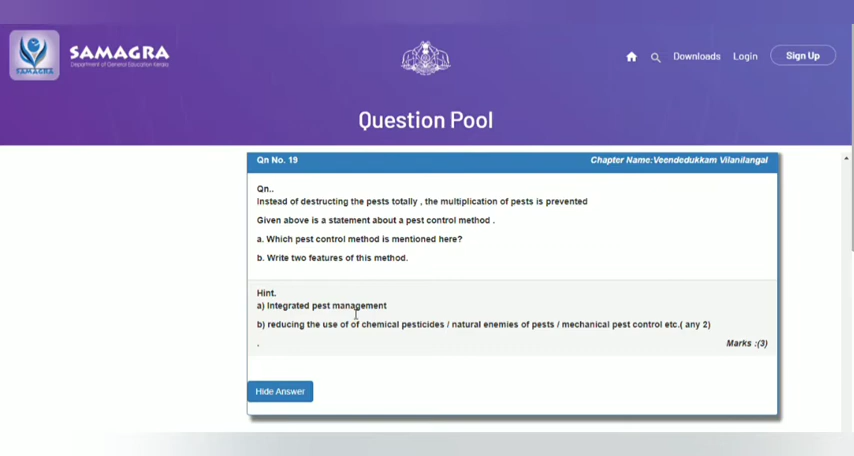 SAMAGRA
Department of General Education Kerala
SAMAGRA
Downloads
Login
Sign Up
Question Pool
Qn No. 19
Chapter Name:Veendedukkam Vilanilangal
Qn..
Instead of destructing the pests totally , the multiplication of pests is prevented
Given above is a statement about a pest control method .
a. Which pest control method is mentioned here?
b. Write two features of this method.
Hint.
a) Integrated pest management
b) reducing the use of of chemical pesticides / natural enemies of pests / mechanical pest control etc.( any 2)
.
Marks :(3)
Hide Answer